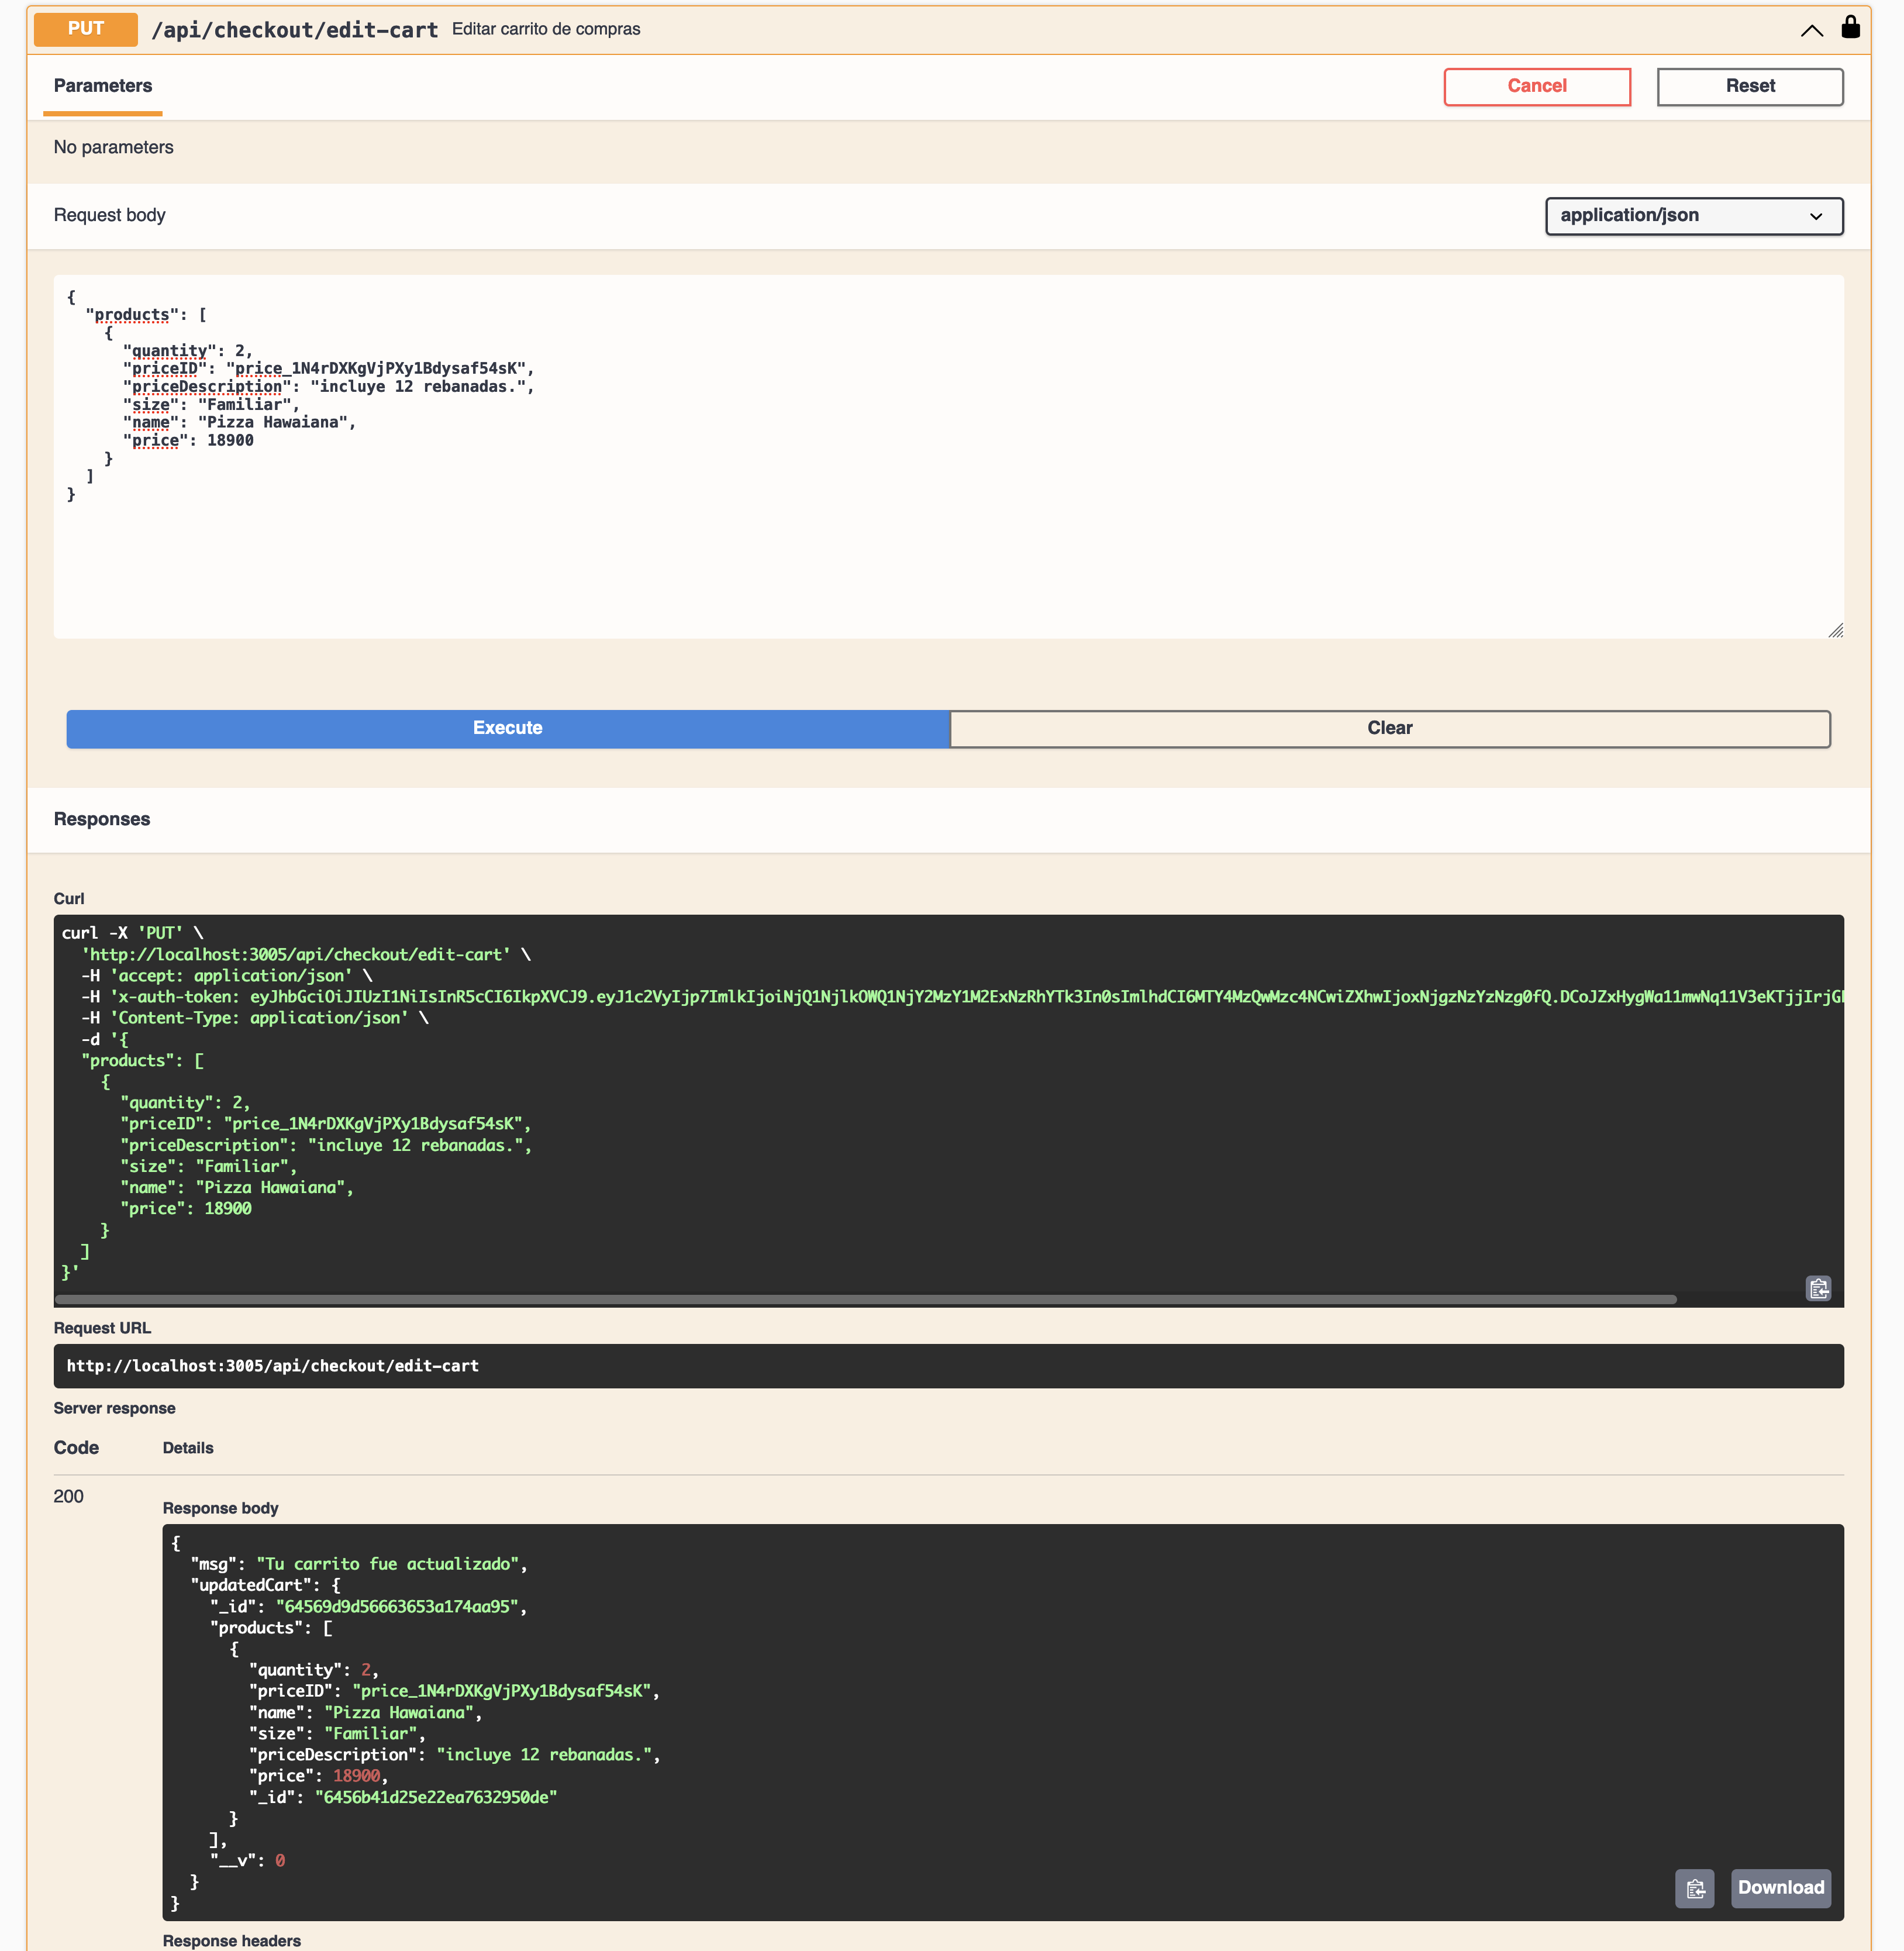 PUT /api/checkout/edit-cart Editar carrito de compras
Parameters
Cancel
Reset
No parameters
Request body
application/json
{
  "products": [
    {
      "quantity": 2,
      "priceID": "price_1N4rDXKgVjPXy1Bdysaf54sK",
      "priceDescription": "incluye 12 rebanadas.",
      "size": "Familiar",
      "name": "Pizza Hawaiana",
      "price": 18900
    }
  ]
}
Execute
Clear
Responses
Curl
curl -X 'PUT' \
  'http://localhost:3005/api/checkout/edit-cart' \
  -H 'accept: application/json' \
  -H 'x-auth-token: eyJhbGciOiJIUzI1NiIsInR5cCI6IkpXVCJ9.eyJ1c2VyIjp7ImlkIjoiNjQ1NjlkOWQ1NjY2MzY1M2ExNzRhYTk3In0sImlhdCI6MTY4MzQwMzc4NCwiZXhwIjoxNjgzNzYzNzg0fQ.DCoJZxHygWa11mwNq11V3eKTjjIrjG
  -H 'Content-Type: application/json' \
  -d '{
  "products": [
    {
      "quantity": 2,
      "priceID": "price_1N4rDXKgVjPXy1Bdysaf54sK",
      "priceDescription": "incluye 12 rebanadas.",
      "size": "Familiar",
      "name": "Pizza Hawaiana",
      "price": 18900
    }
  ]
}'
Request URL
http://localhost:3005/api/checkout/edit-cart
Server response
Code Details
200
Response body
{
  "msg": "Tu carrito fue actualizado",
  "updatedCart": {
    "_id": "64569d9d56663653a174aa95",
    "products": [
      {
        "quantity": 2,
        "priceID": "price_1N4rDXKgVjPXy1Bdysaf54sK",
        "name": "Pizza Hawaiana",
        "size": "Familiar",
        "priceDescription": "incluye 12 rebanadas.",
        "price": 18900,
        "_id": "6456b41d25e22ea7632950de"
      }
    ],
    "__v": 0
  }
}
Download
Response headers